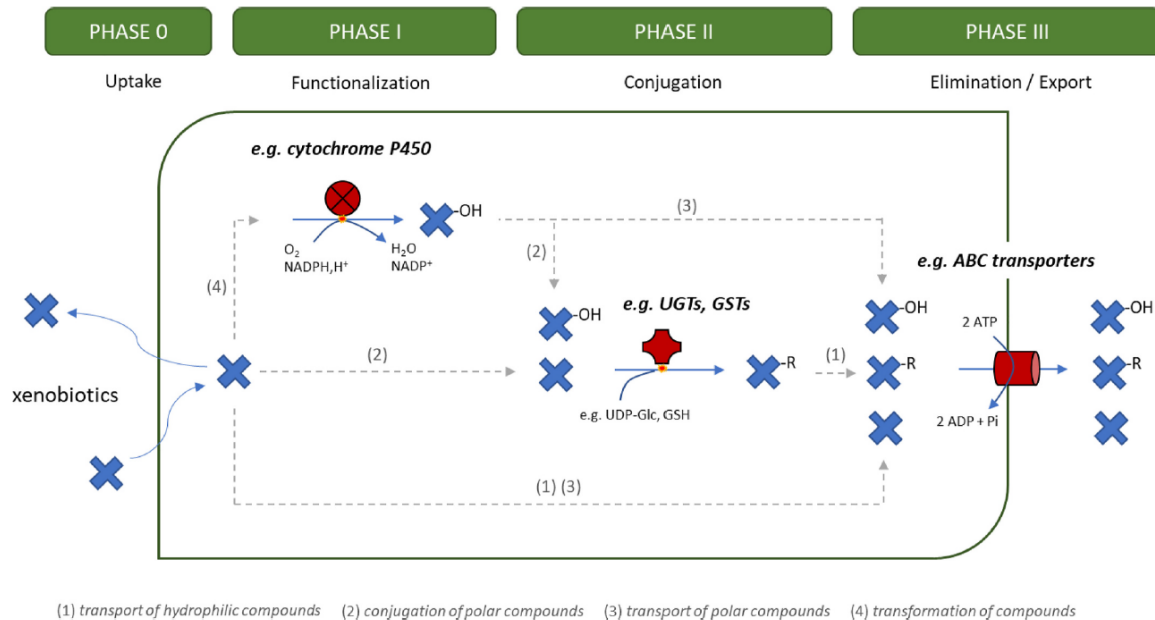 PHASE 0
PHASE I
PHASE II
PHASE III
Uptake
Functionalization
Conjugation
Elimination / Export
e.g. cytochrome P450
-OH
(3)
O₂
NADPH,H⁺
H₂O
NADP⁺
(2)
(4)
e.g. ABC transporters
e.g. UGTs, GSTs
-OH
-OH
2 ATP
-OH
(2)
-R
(1)
-R
-R
xenobiotics
e.g. UDP-Glc, GSH
2 ADP + Pi
(1) (3)
(1) transport of hydrophilic compounds
(2) conjugation of polar compounds
(3) transport of polar compounds
(4) transformation of compounds